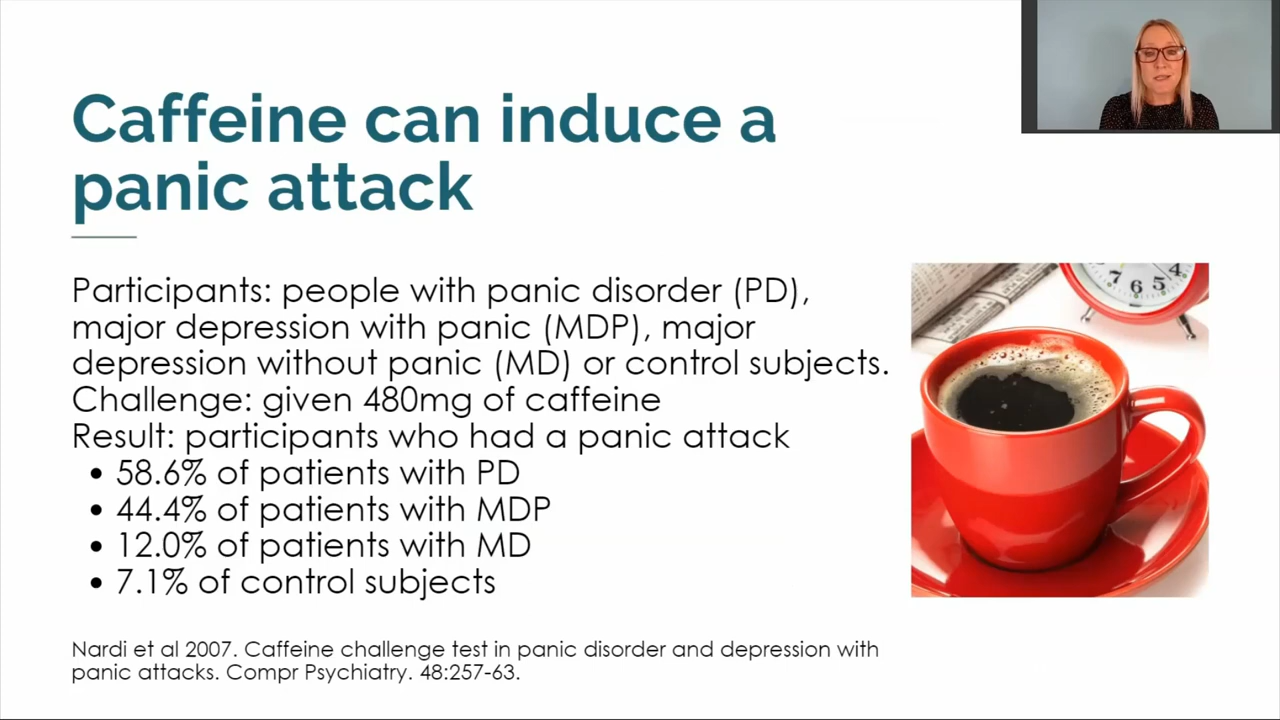 Caffeine can induce a
panic attack
Participants: people with panic disorder (PD),
major depression with panic (MDP), major
depression without panic (MD) or control subjects.
Challenge: given 480mg of caffeine
Result: participants who had a panic attack
• 58.6% of patients with PD
• 44.4% of patients with MDP
• 12.0% of patients with MD
• 7.1% of control subjects
Nardi et al 2007. Caffeine challenge test in panic disorder and depression with
panic attacks. Compr Psychiatry. 48:257-63.
7 6 5 4